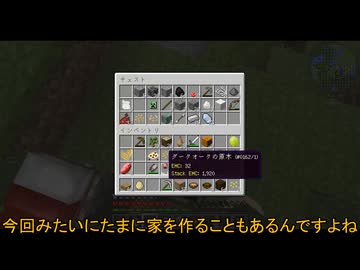 チェスト
インベントリ
ダークオークの原木 (#0162/1)
EMC: 32
Stack EMC: 1,920
今回みたいにたまに家を作ることもあるんですよね